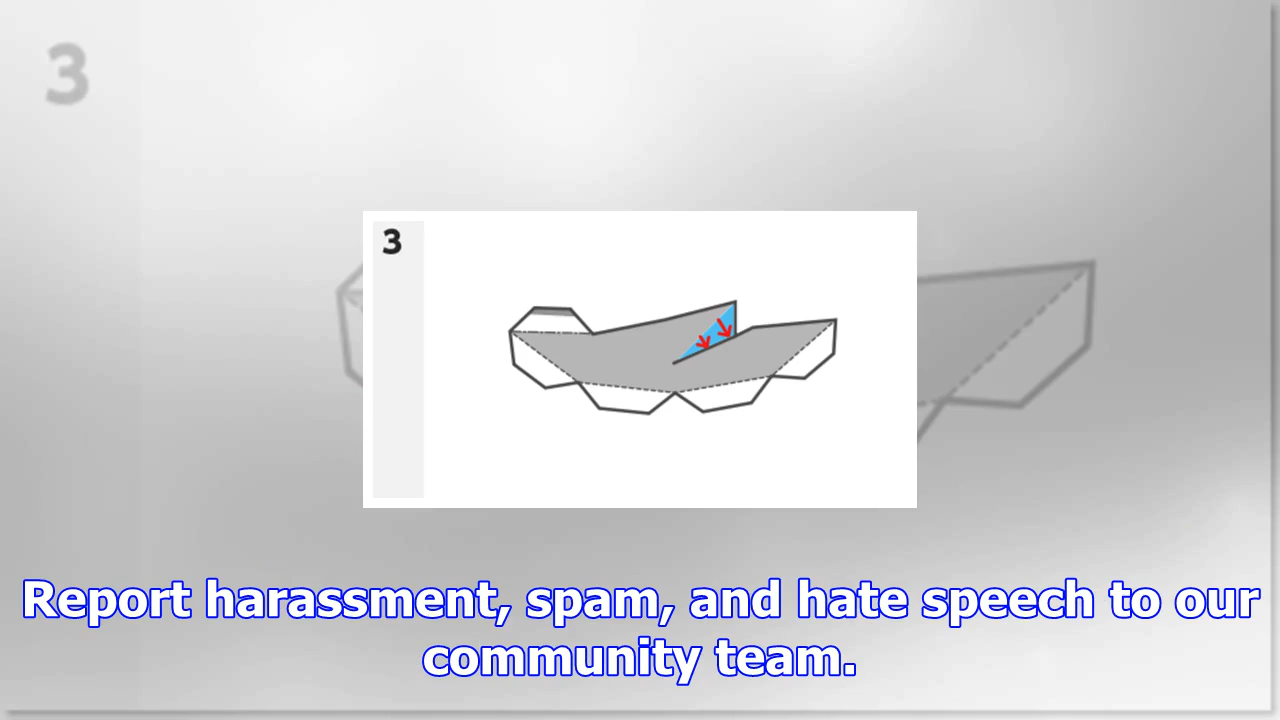 3
3
Report harassment, spam, and hate speech to our
community team.